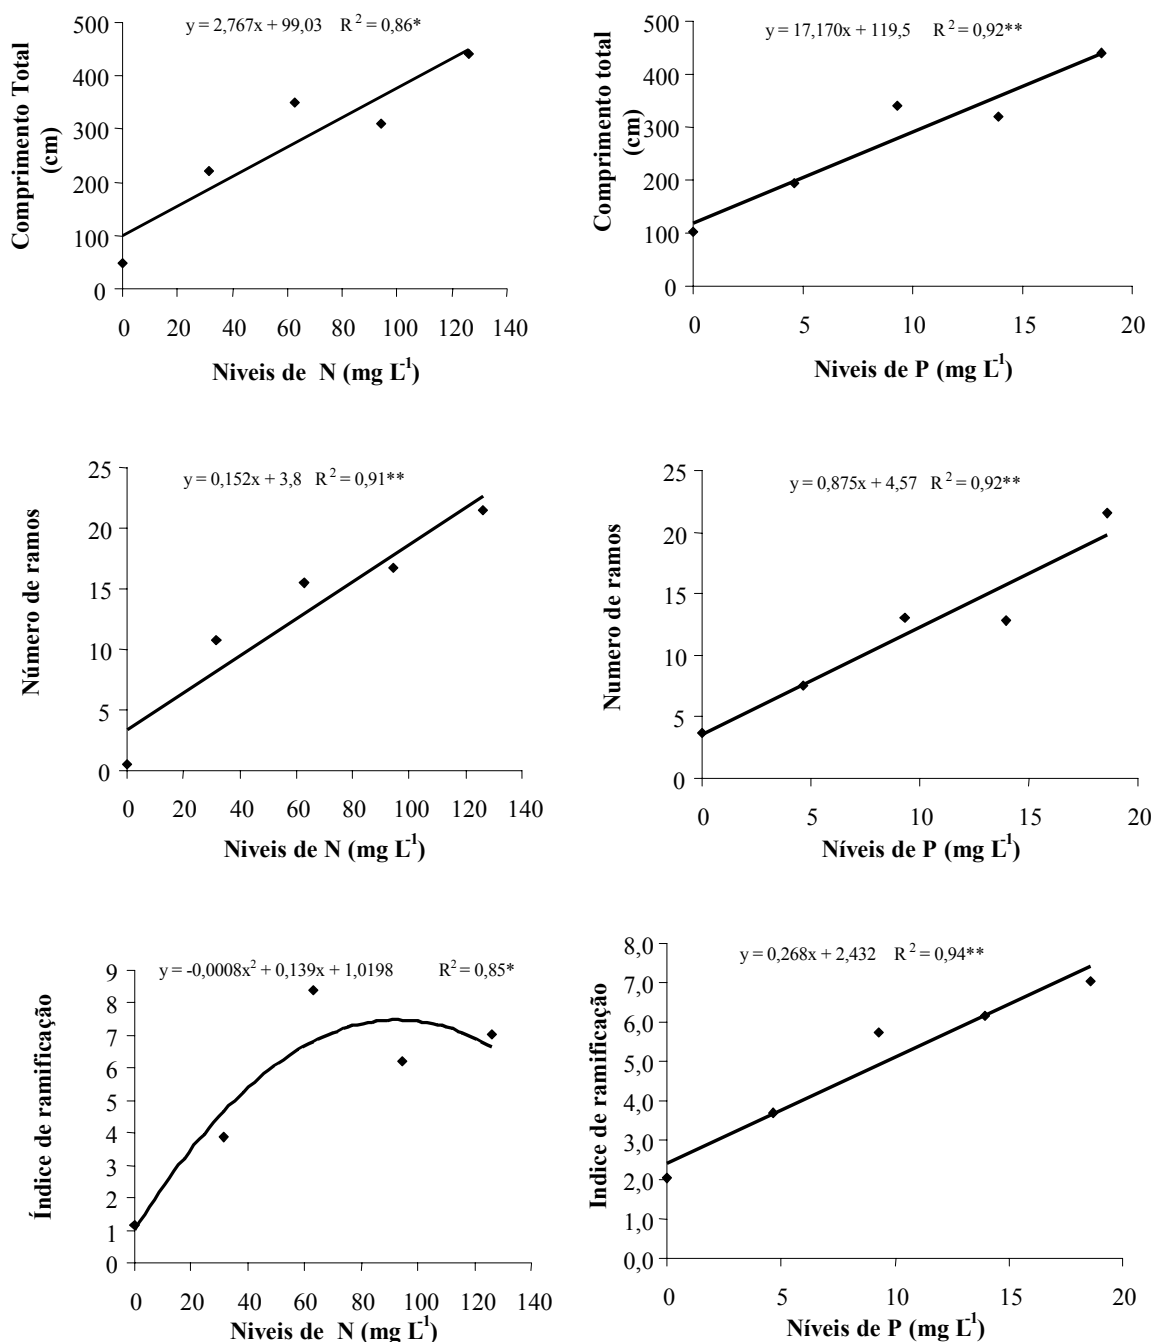 y = 2,767x + 99,03 R² = 0,86*
500
400
300
200
100
0
Comprimento Total
(cm)
0 20 40 60 80 100 120 140
Niveis de N (mg L⁻¹)
y = 17,170x + 119,5 R² = 0,92**
500
400
300
200
100
0
Comprimento total
(cm)
0 5 10 15 20
Niveis de P (mg L⁻¹)
y = 0,152x + 3,8 R² = 0,91**
25
20
15
10
5
0
Número de ramos
0 20 40 60 80 100 120 140
Niveis de N (mg L⁻¹)
y = 0,875x + 4,57 R² = 0,92**
25
20
15
10
5
0
Numero de ramos
0 5 10 15 20
Níveis de P (mg L⁻¹)
y = -0,0008x² + 0,139x + 1,0198 R² = 0,85*
9
8
7
6
5
4
3
2
1
0
Índice de ramificação
0 20 40 60 80 100 120 140
Niveis de N (mg L⁻¹)
y = 0,268x + 2,432 R² = 0,94**
8,0
7,0
6,0
5,0
4,0
3,0
2,0
1,0
0,0
Indice de ramificação
0 5 10 15 20
Níveis de P (mg L⁻¹)